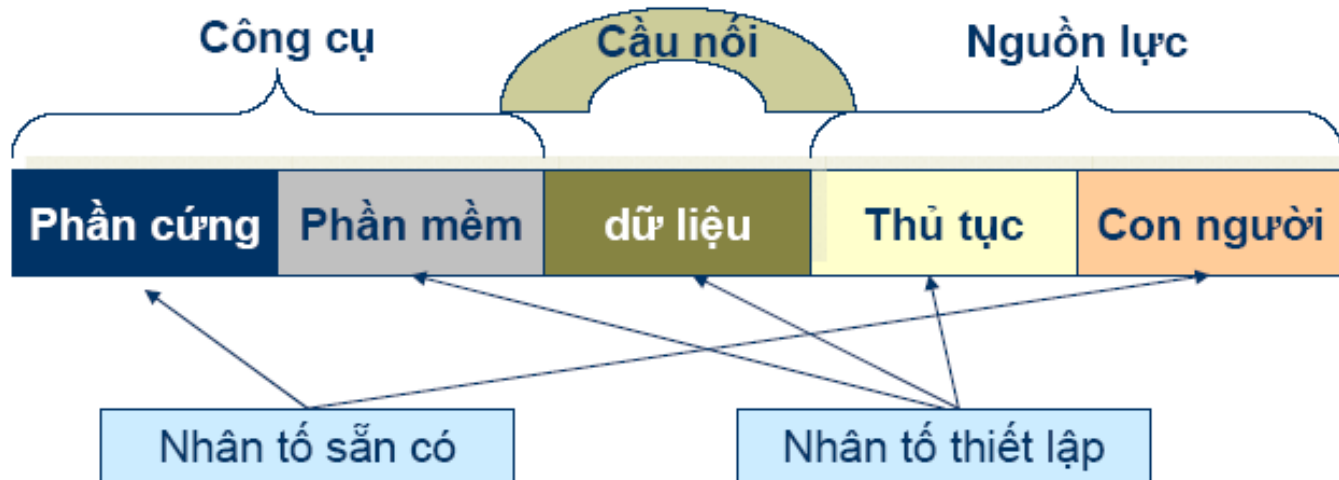 Công cụ
Cầu nối
Nguồn lực
Phần cứng
Phần mềm
dữ liệu
Thủ tục
Con người
Nhân tố sẵn có
Nhân tố thiết lập